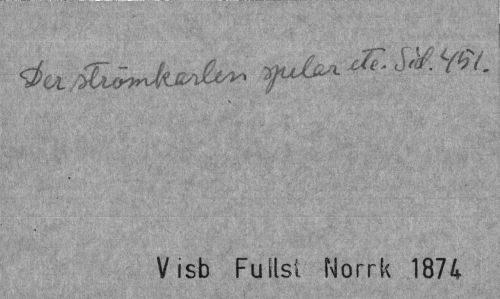 Der strömkarlen spelar etc. Sid. 451.
Visb Fullst Norrk 1874